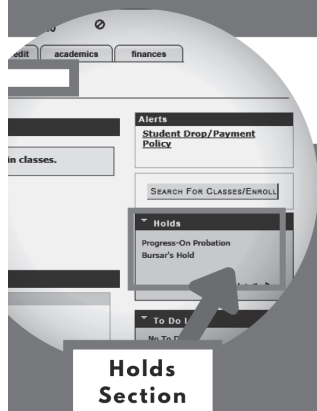 edit academics finances
Alerts
Student Drop/Payment
Policy
in classes.
SEARCH FOR CLASSES/ENROLL
Holds
Progress-On Probation
Bursar's Hold
To Do
No To
Holds
Section